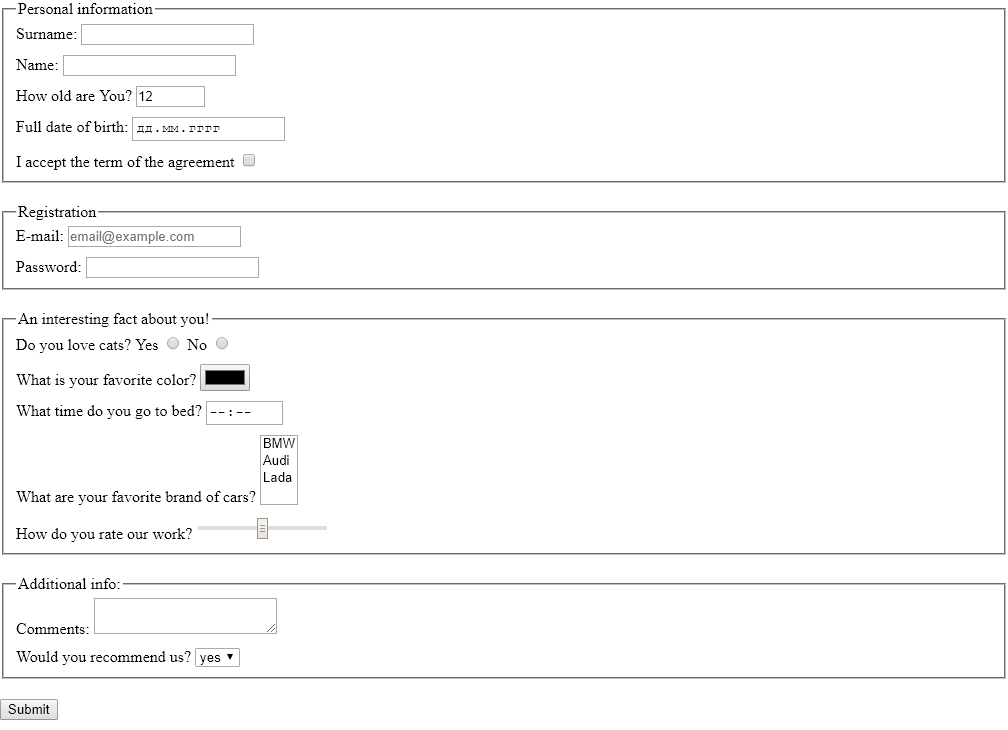 Personal information
Surname:
Name:
How old are You? 12
Full date of birth: дд.мм.гггг
I accept the term of the agreement
Registration
E-mail: email@example.com
Password:
An interesting fact about you!
Do you love cats? Yes No
What is your favorite color?
What time do you go to bed? --:--
BMW
Audi
Lada
What are your favorite brand of cars?
How do you rate our work?
Additional info:
Comments:
Would you recommend us? yes
Submit